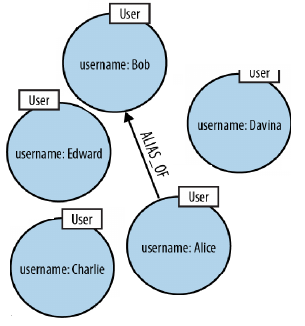 User
username: Bob
User
username: Davina
User
username: Edward
ALIAS_OF
User
username: Alice
User
username: Charlie